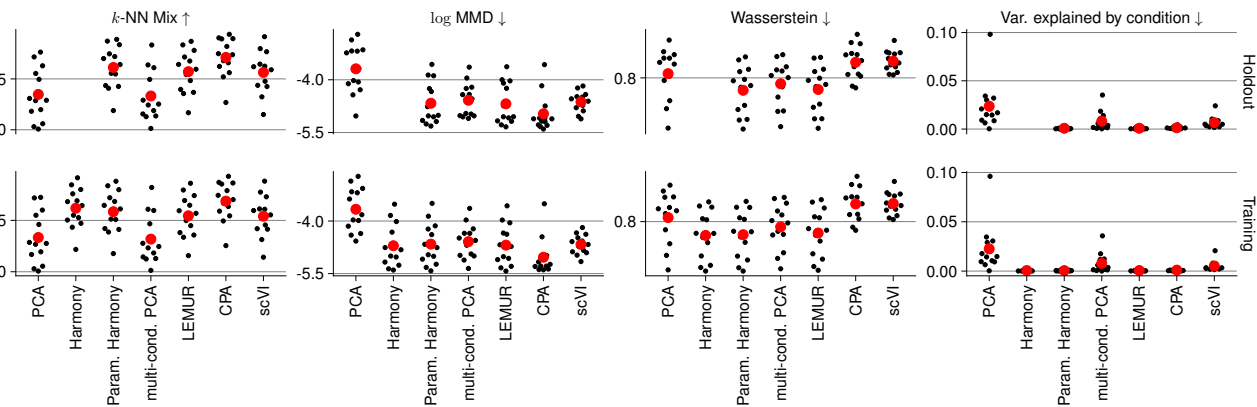 k-NN Mix ↑
log MMD ↓
Wasserstein ↓
Var. explained by condition ↓
5
0
-4.0
-5.5
0.8
0.10
0.05
0.00
Holdout
5
0
-4.0
-5.5
0.8
0.10
0.05
0.00
Training
PCA
Harmony
Param. Harmony
multi-cond. PCA
LEMUR
CPA
scVI
PCA
Harmony
Param. Harmony
multi-cond. PCA
LEMUR
CPA
scVI
PCA
Harmony
Param. Harmony
multi-cond. PCA
LEMUR
CPA
scVI
PCA
Harmony
Param. Harmony
multi-cond. PCA
LEMUR
CPA
scVI